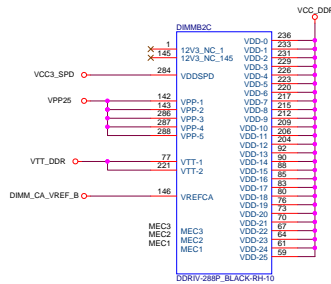 VCC_DDR
DIMMB2C
1 12V3_NC_1 VDD-0 236
145 12V3_NC_145 VDD-1 233
VDD-2 231
VCC3_SPD 284 VDDSPD VDD-3 229
VDD-4 226
VDD-5 223
VPP25 142 VPP-1 VDD-6 220
143 VPP-2 VDD-7 217
286 VPP-3 VDD-8 215
287 VPP-4 VDD-9 212
288 VPP-5 VDD-10 209
VDD-11 206
VDD-12 204
VDD-13 92
VTT_DDR 77 VTT-1 VDD-14 90
221 VTT-2 VDD-15 88
VDD-16 85
VDD-17 83
DIMM_CA_VREF_B 146 VREFCA VDD-18 80
VDD-19 76
VDD-20 73
VDD-21 70
MEC3 MEC3 VDD-22 67
MEC2 MEC2 VDD-23 64
MEC1 MEC1 VDD-24 61
VDD-25 59
DDRIV-288P_BLACK-RH-10